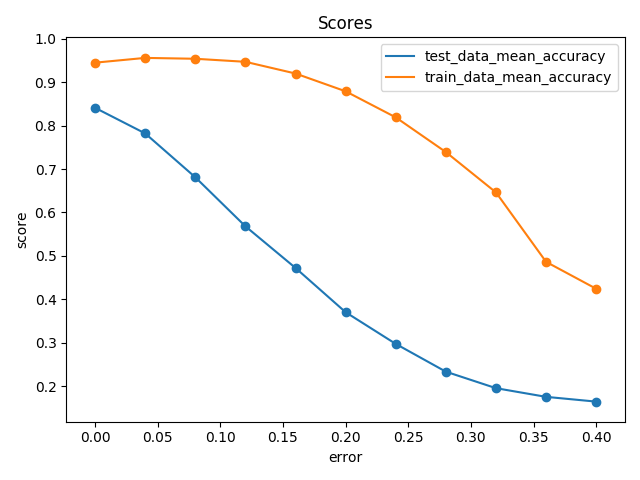 Scores
test_data_mean_accuracy
train_data_mean_accuracy
score
1.0
0.9
0.8
0.7
0.6
0.5
0.4
0.3
0.2
0.00 0.05 0.10 0.15 0.20 0.25 0.30 0.35 0.40
error